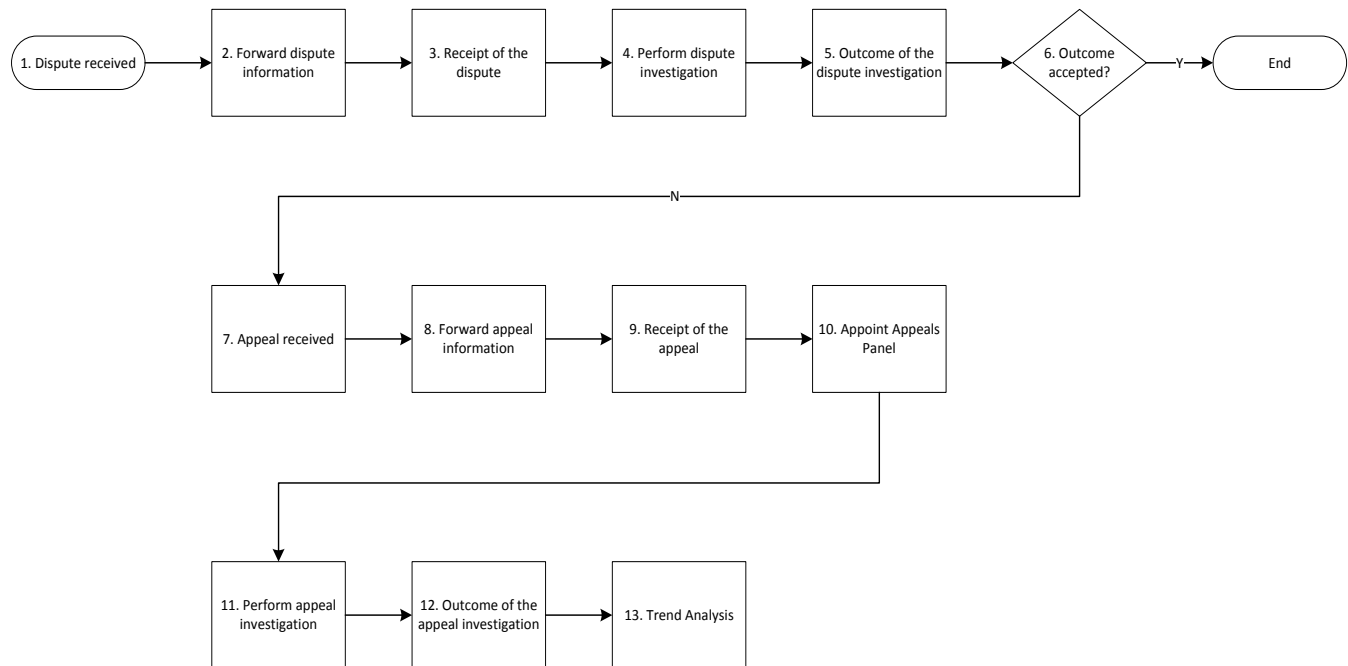 1. Dispute received
2. Forward dispute
information
3. Receipt of the
dispute
4. Perform dispute
investigation
5. Outcome of the
dispute investigation
6. Outcome
accepted?
Y
End
N
7. Appeal received
8. Forward appeal
information
9. Receipt of the
appeal
10. Appoint Appeals
Panel
11. Perform appeal
investigation
12. Outcome of the
appeal investigation
13. Trend Analysis